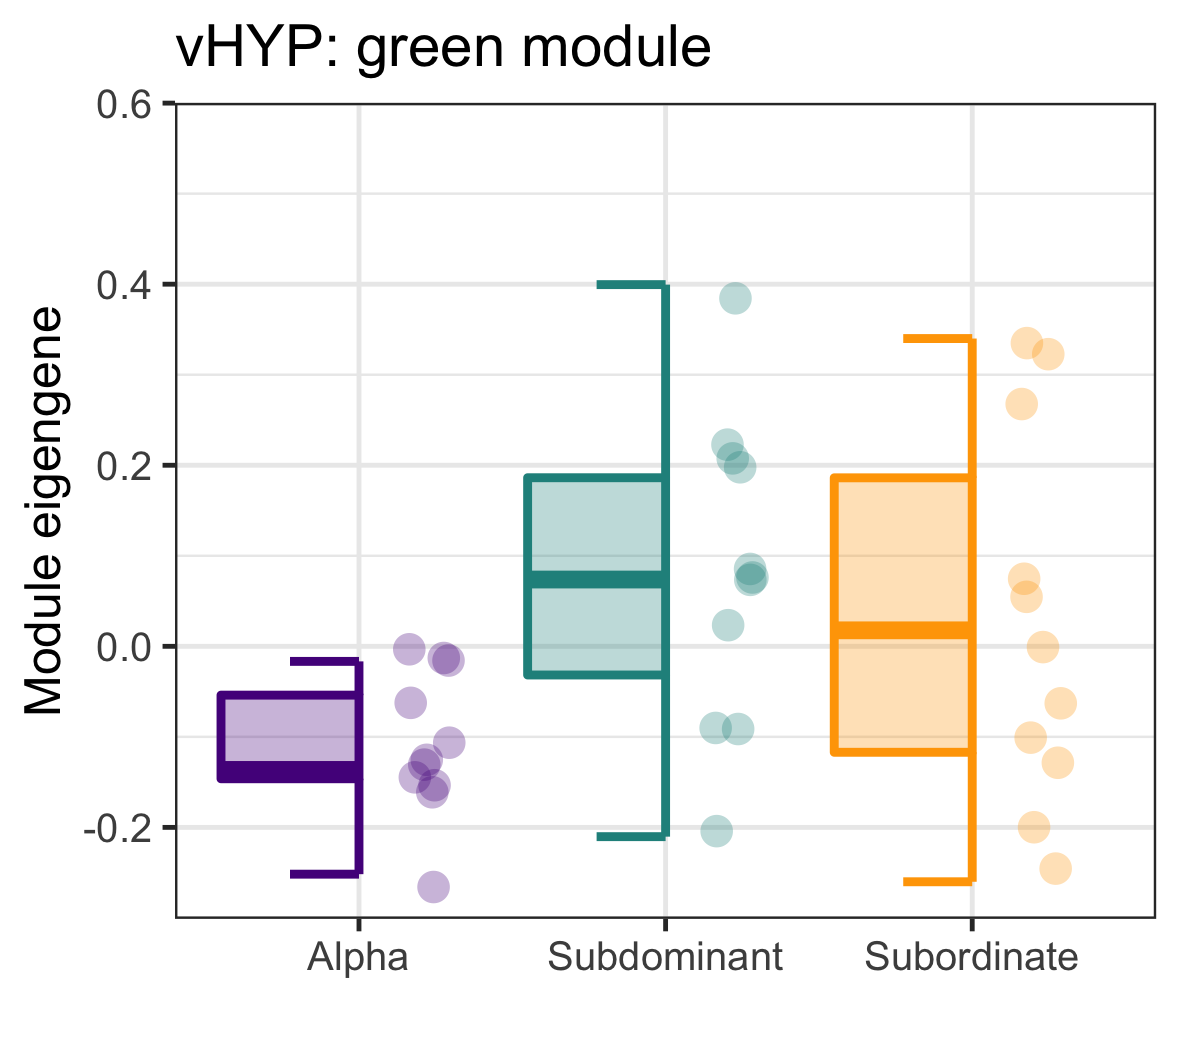 vHYP: green module
Module eigengene
0.6
0.4
0.2
0.0
-0.2
Alpha
Subdominant
Subordinate